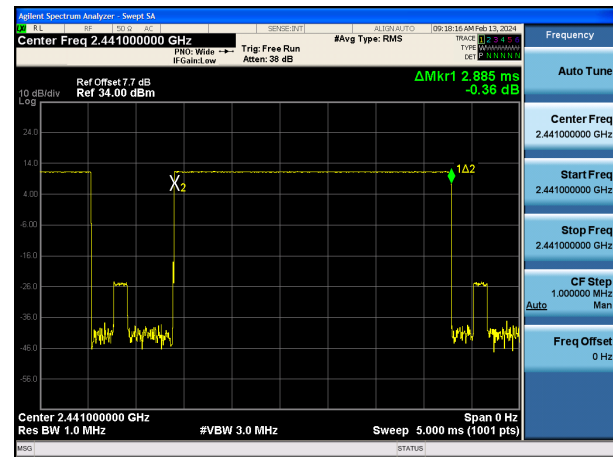 Agilent Spectrum Analyzer - Swept SA
RL RF 50 Ω AC SENSE:INT ALIGN AUTO 09:18:16 AM Feb 13, 2024
Center Freq 2.441000000 GHz
PNO: Wide
IFGain:Low
Trig: Free Run
Atten: 38 dB
#Avg Type: RMS
TRACE 1 2 3 4 5 6
TYPE
DET P N N N N N
Ref Offset 7.7 dB
Ref 34.00 dBm
10 dB/div
Log
ΔMkr1 2.885 ms
-0.36 dB
24.0
14.0
4.00
-6.00
-16.0
-26.0
-36.0
-46.0
-56.0
X2
1Δ2
Center 2.441000000 GHz
Span 0 Hz
Res BW 1.0 MHz
#VBW 3.0 MHz
Sweep 5.000 ms (1001 pts)
MSG
STATUS
Frequency
Auto Tune
Center Freq
2.441000000 GHz
Start Freq
2.441000000 GHz
Stop Freq
2.441000000 GHz
CF Step
1.000000 MHz
Auto Man
Freq Offset
0 Hz